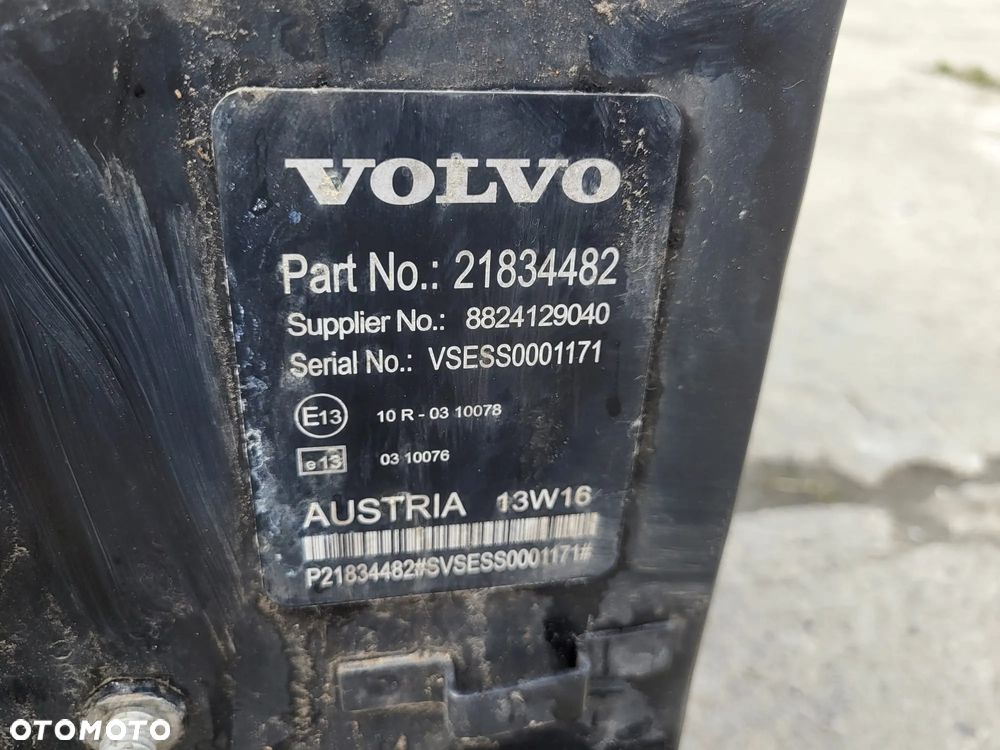 VOLVO
Part No.: 21834482
Supplier No.: 8824129040
Serial No.: VSESS0001171
E13 10 R - 03 10078
e13 03 10076
AUSTRIA 13W16
P21834482#SVSESS0001171#
OTOMOTO